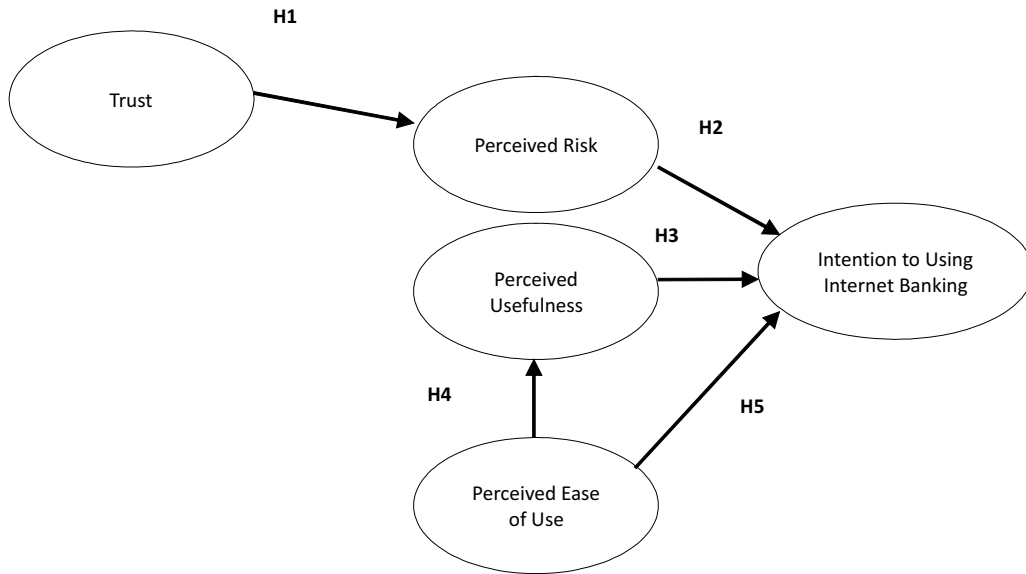 H1
Trust
Perceived Risk
H2
H3
Perceived
Usefulness
Intention to Using
Internet Banking
H4
H5
Perceived Ease
of Use